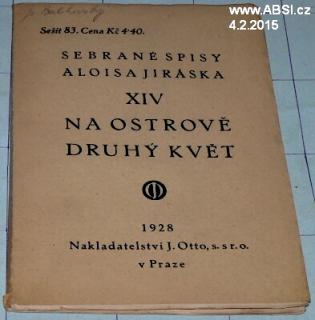 © www.ABSI.cz
4.2.2015
Sešit 83. Cena Kč 4·40.
SEBRANÉ SPISY
ALOISA JIRÁSKA
XIV
NA OSTROVĚ
DRUHÝ KVĚT
1928
Nakladatelství J. Otto, s. s r. o.
v Praze